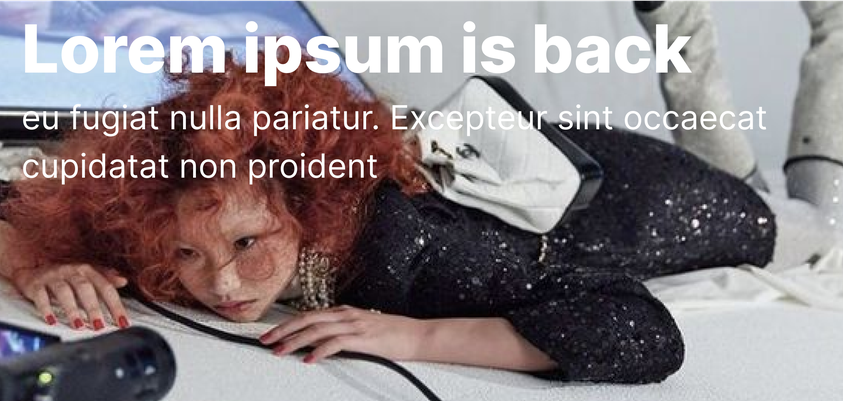 Lorem ipsum is back
eu fugiat nulla pariatur. Excepteur sint occaecat
cupidatat non proident